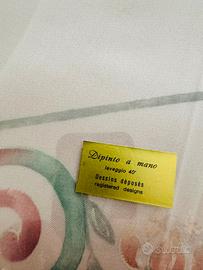 Dipinto a mano
lavaggio 40°
Dessins déposés
registered designs